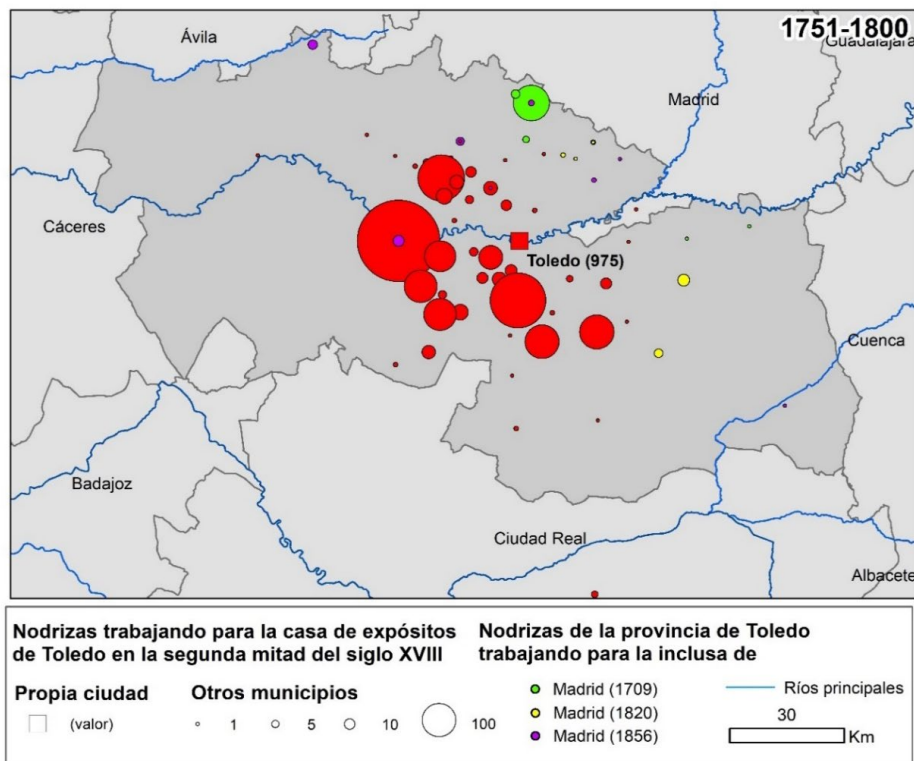 1751-1800
Ávila
Guadalajara
Madrid
Cáceres
Toledo (975)
Cuenca
Badajoz
Ciudad Real
Albacete
Nodrizas trabajando para la casa de expósitos
de Toledo en la segunda mitad del siglo XVIII
Propia ciudad
(valor)
Otros municipios
1
5
10
100
Nodrizas de la provincia de Toledo
trabajando para la inclusa de
Madrid (1709)
Madrid (1820)
Madrid (1856)
Ríos principales
30
Km